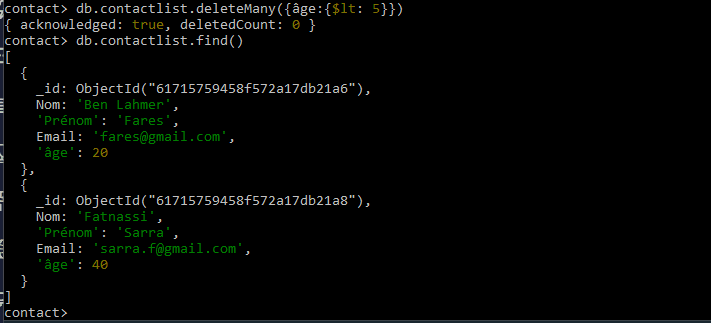 contact> db.contactlist.deleteMany({âge:{$lt: 5}})
{ acknowledged: true, deletedCount: 0 }
contact> db.contactlist.find()
[
  {
    _id: ObjectId("61715759458f572a17db21a6"),
    Nom: 'Ben Lahmer',
    'Prénom': 'Fares',
    Email: 'fares@gmail.com',
    'âge': 20
  },
  {
    _id: ObjectId("61715759458f572a17db21a8"),
    Nom: 'Fatnassi',
    'Prénom': 'Sarra',
    Email: 'sarra.f@gmail.com',
    'âge': 40
  }
]
contact>